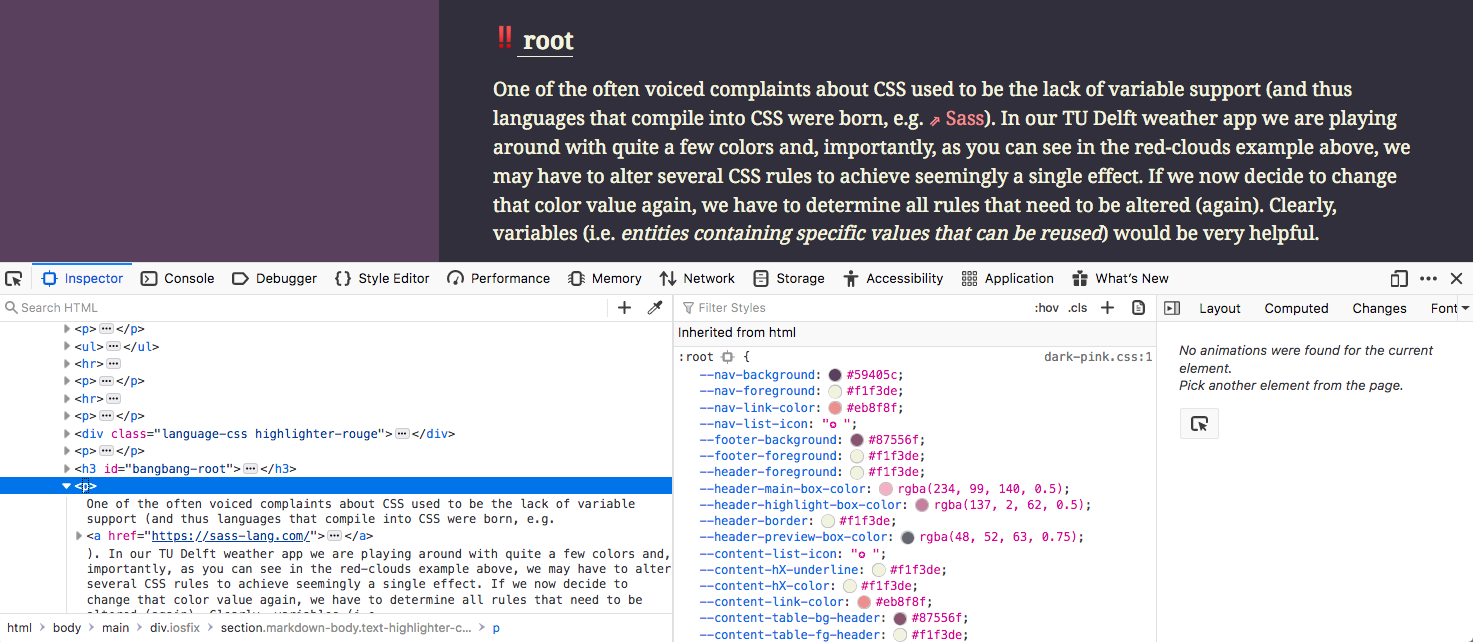 ‼ root
One of the often voiced complaints about CSS used to be the lack of variable support (and thus
languages that compile into CSS were born, e.g. ⇗ Sass). In our TU Delft weather app we are playing
around with quite a few colors and, importantly, as you can see in the red-clouds example above, we
may have to alter several CSS rules to achieve seemingly a single effect. If we now decide to change
that color value again, we have to determine all rules that need to be altered (again). Clearly,
variables (i.e. entities containing specific values that can be reused) would be very helpful.
Inspector Console Debugger {} Style Editor Performance Memory Network Storage Accessibility Application What's New
Search HTML
<p>…</p>
<ul>…</ul>
<hr>…
<p>…</p>
<hr>…
<p>…</p>
<div class="language-css highlighter-rouge">…</div>
<p>…</p>
<h3 id="bangbang-root">…</h3>
<p>
One of the often voiced complaints about CSS used to be the lack of variable
support (and thus languages that compile into CSS were born, e.g.
<a href="https://sass-lang.com/">…</a>
). In our TU Delft weather app we are playing around with quite a few colors and,
importantly, as you can see in the red-clouds example above, we may have to alter
several CSS rules to achieve seemingly a single effect. If we now decide to
change that color value again, we have to determine all rules that need to be
altered (again). Clearly, variables (i.e.
html > body > main > div.iosfix > section.markdown-body.text-highlighter-c… > p
Filter Styles :hov .cls +
Inherited from html
:root { dark-pink.css:1
--nav-background: #59405c;
--nav-foreground: #f1f3de;
--nav-link-color: #eb8f8f;
--nav-list-icon: "✪ ";
--footer-background: #87556f;
--footer-foreground: #f1f3de;
--header-foreground: #f1f3de;
--header-main-box-color: rgba(234, 99, 140, 0.5);
--header-highlight-box-color: rgba(137, 2, 62, 0.5);
--header-border: #f1f3de;
--header-preview-box-color: rgba(48, 52, 63, 0.75);
--content-list-icon: "✪ ";
--content-hX-underline: #f1f3de;
--content-hX-color: #f1f3de;
--content-link-color: #eb8f8f;
--content-table-bg-header: #87556f;
--content-table-fg-header: #f1f3de;
Layout Computed Changes Font
No animations were found for the current
element.
Pick another element from the page.